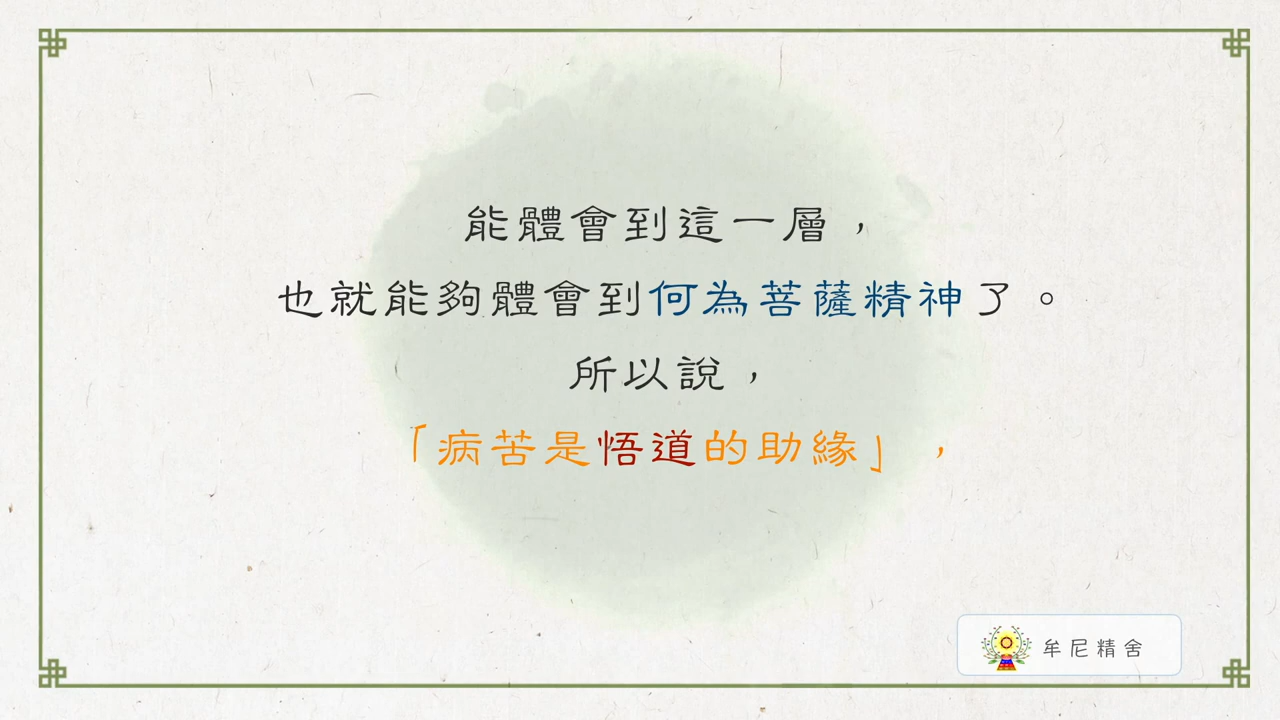 能體會到這一層，
也就能夠體會到何為菩薩精神了。
所以說，
「病苦是悟道的助緣」，
牟尼精舍